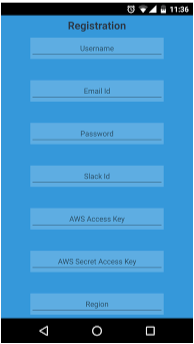 11:36
Registration
Username
Email Id
Password
Slack Id
AWS Access Key
AWS Secret Access Key
Region